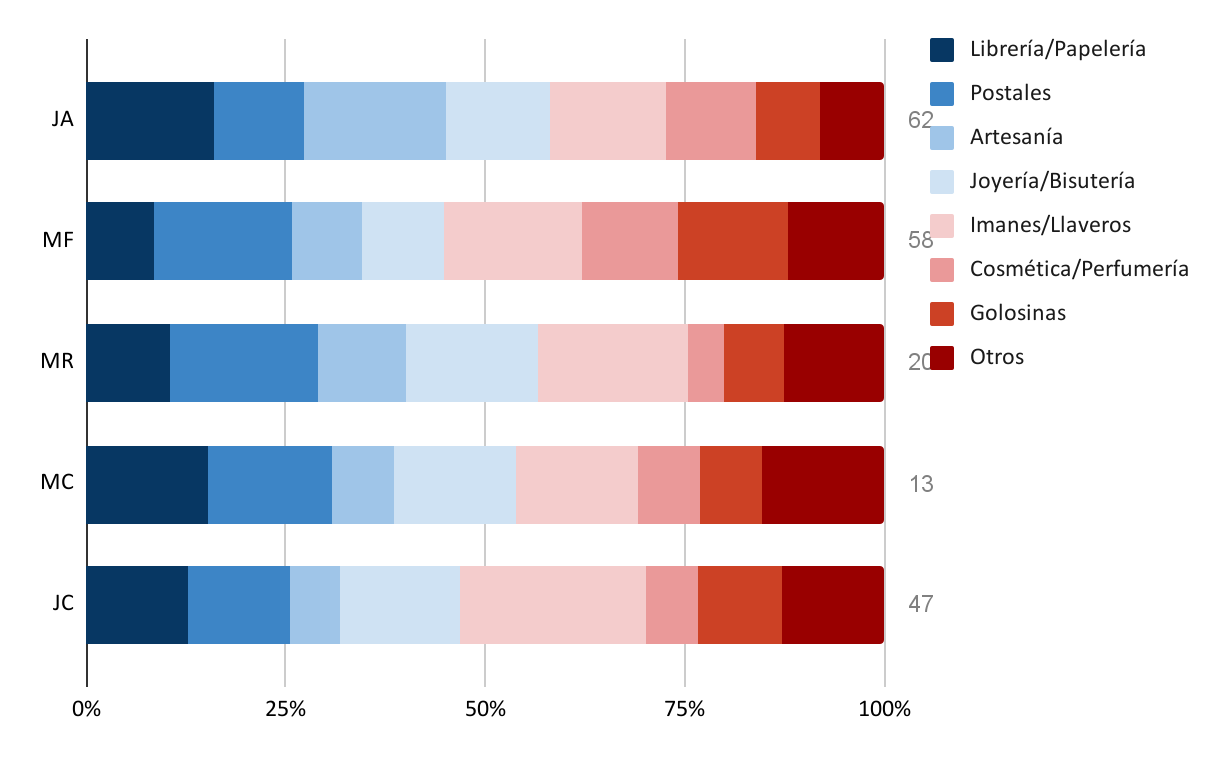 JA
62
MF
58
MR
MC
13
JC
47
0%
25%
50%
75%
100%
Librería/Papelería
Postales
Artesanía
Joyería/Bisutería
Imanes/Llaveros
Cosmética/Perfumería
Golosinas
Otros